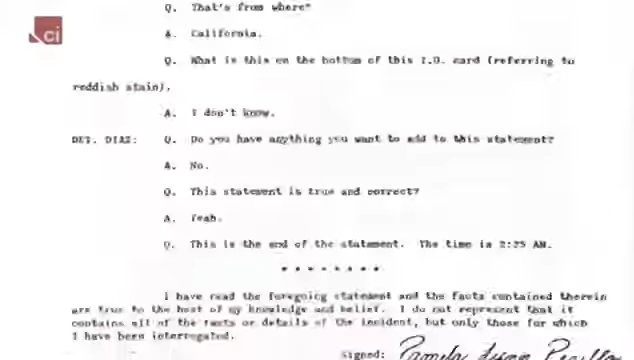 ci
Q. That's from where"
A. California.
Q. What is this on the bottom of this I.D. card (referring to
reddish stain).
A. I don't know.
DET. DIAZ: Q. Do you have anything you want to add to this statement?
A. No.
Q. This statement is true and correct?
A. Yeah.
Q. This is the end of the statement. The time is 2:25 AM.
* * * * * * * *
I have read the foregoing statement and the facts contained therein
are true to the best of my knowledge and belief. I do not represent that it
contains all of the facts or details of the incident, but only those for which
I have been interrogated.
Signed: Pamela